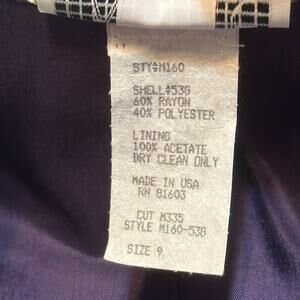 STY#M160
SHELL#53G
60% RAYON
40% POLYESTER
LINING
100% ACETATE
DRY CLEAN ONLY
MADE IN USA
RN 81603
CUT M335
STYLE M160-53G
SIZE 9